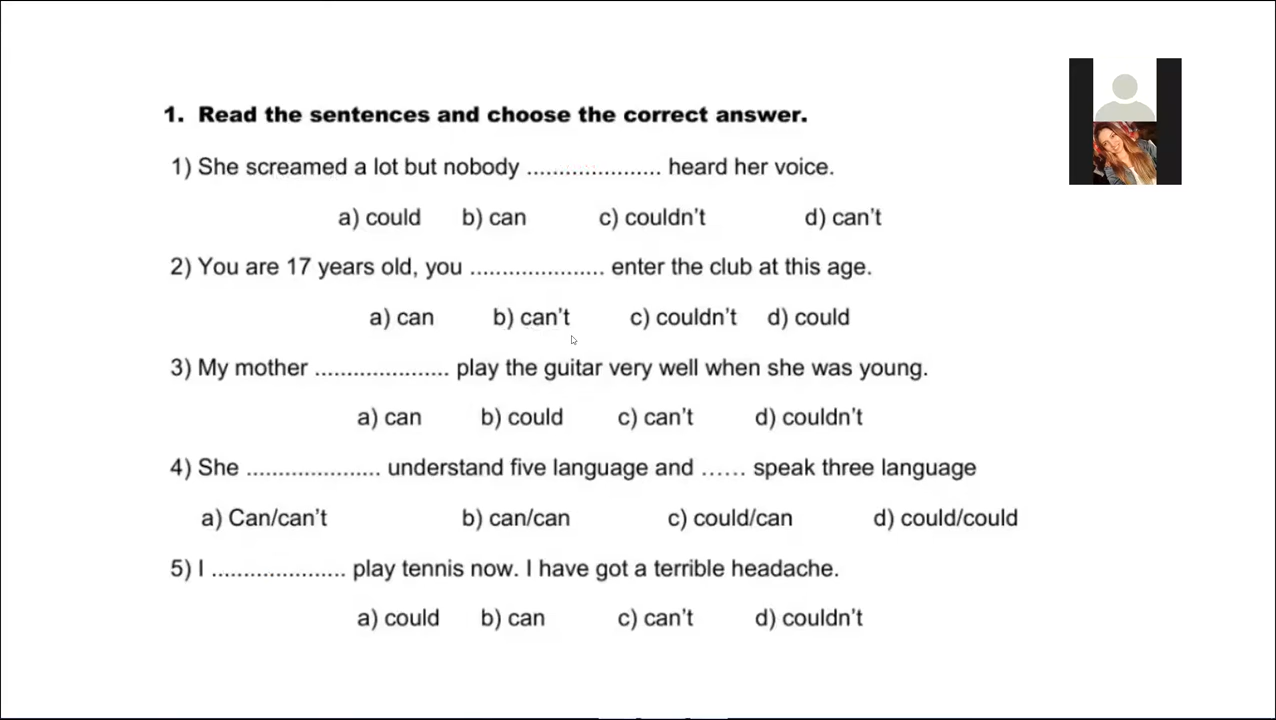 1. Read the sentences and choose the correct answer.
1) She screamed a lot but nobody ..................... heard her voice.
a) could b) can c) couldn't d) can't
2) You are 17 years old, you ..................... enter the club at this age.
a) can b) can't c) couldn't d) could
3) My mother ..................... play the guitar very well when she was young.
a) can b) could c) can't d) couldn't
4) She ..................... understand five language and ...... speak three language
a) Can/can't b) can/can c) could/can d) could/could
5) I ..................... play tennis now. I have got a terrible headache.
a) could b) can c) can't d) couldn't